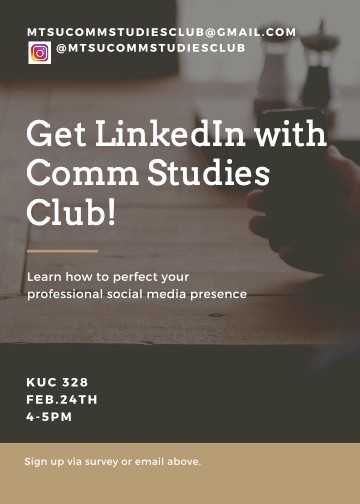 MTSUCOMMSTUDIESCLUB@GMAIL.COM
@MTSUCOMMSTUDIESCLUB
Get LinkedIn with
Comm Studies
Club!
Learn how to perfect your
professional social media presence
KUC 328
FEB.24TH
4-5PM
Sign up via survey or email above.